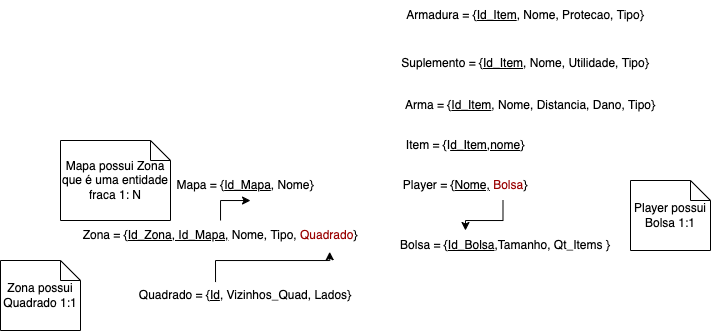 Armadura = {Id_Item, Nome, Protecao, Tipo}
Suplemento = {Id_Item, Nome, Utilidade, Tipo}
Arma = {Id_Item, Nome, Distancia, Dano, Tipo}
Item = {Id_Item,nome}
Mapa possui Zona
que é uma entidade
fraca 1: N
Mapa = {Id_Mapa, Nome}
Player = {Nome, Bolsa}
Player possui
Bolsa 1:1
Zona = {Id_Zona, Id_Mapa, Nome, Tipo, Quadrado}
Bolsa = {Id_Bolsa,Tamanho, Qt_Items }
Zona possui
Quadrado 1:1
Quadrado = {Id, Vizinhos_Quad, Lados}